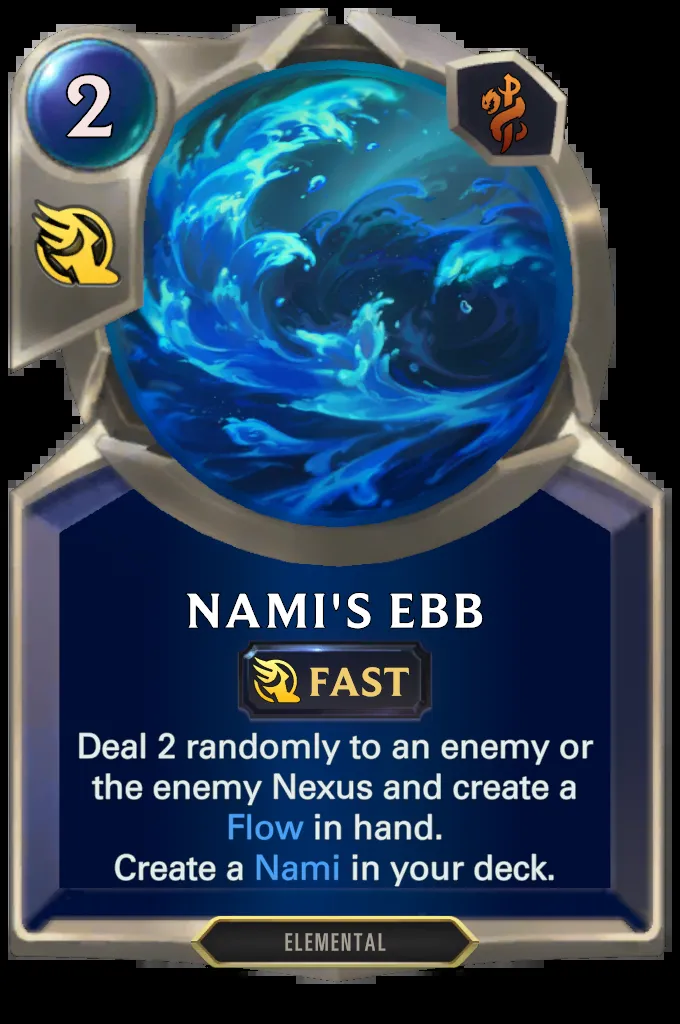 2
NAMI'S EBB
FAST
Deal 2 randomly to an enemy or
the enemy Nexus and create a
Flow in hand.
Create a Nami in your deck.
ELEMENTAL